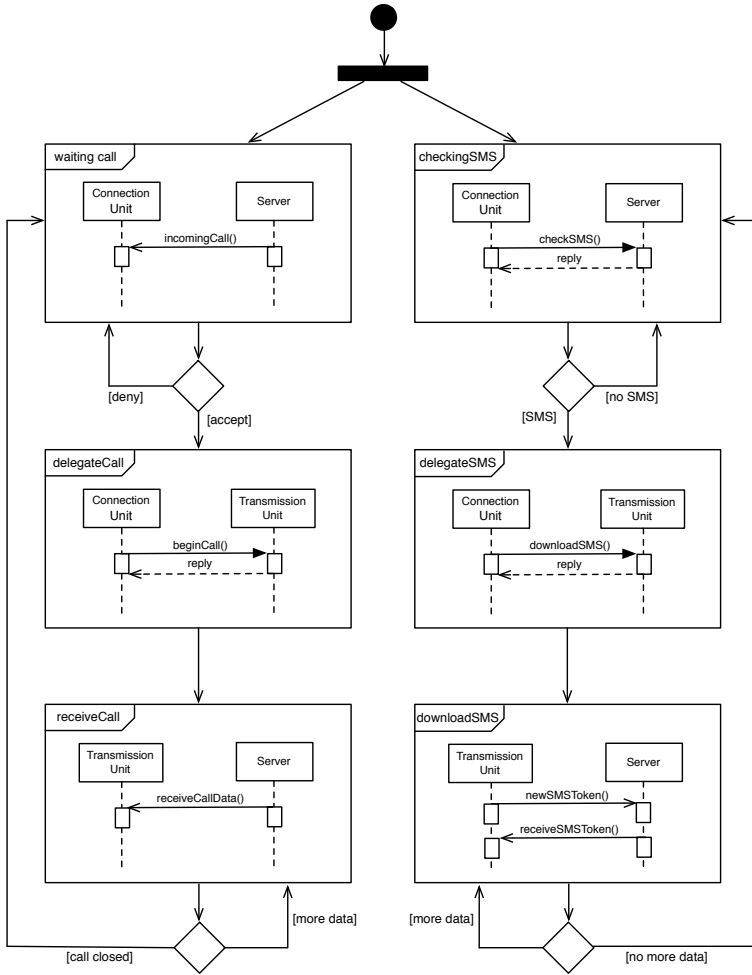 waiting call
Connection
Unit
Server
incomingCall()
[deny]
[accept]
delegateCall
Connection
Unit
Transmission
Unit
beginCall()
reply
receiveCall
Transmission
Unit
Server
receiveCallData()
[call closed]
[more data]
checkingSMS
Connection
Unit
Server
checkSMS()
reply
[SMS]
[no SMS]
delegateSMS
Connection
Unit
Transmission
Unit
downloadSMS()
reply
downloadSMS
Transmission
Unit
Server
newSMSToken()
receiveSMSToken()
[more data]
[no more data]